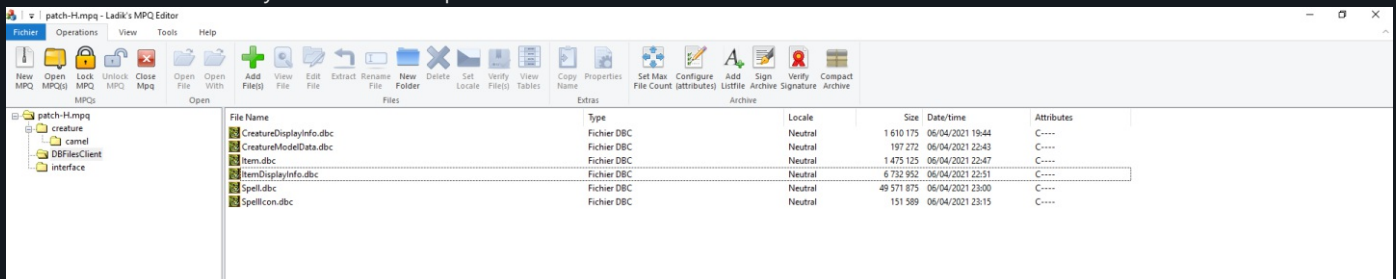 patch-H.mpq - Ladik's MPQ Editor
Fichier Operations View Tools Help
New MPQ Open MPQ(s) Lock MPQ Unlock MPQ Close Mpq Open File Open With Add File(s) View File Edit File Extract Rename File New Folder Delete Set Locale Verify File(s) View Tables Copy Name Properties Set Max File Count Configure (attributes) Add Listfile Sign Archive Verify Signature Compact Archive
MPQs Open Files Extras Archive
patch-H.mpq
creature
camel
DBFilesClient
interface
File Name Type Locale Size Date/time Attributes
CreatureDisplayInfo.dbc Fichier DBC Neutral 1 610 175 06/04/2021 19:44 C----
CreatureModelData.dbc Fichier DBC Neutral 197 272 06/04/2021 22:43 C----
Item.dbc Fichier DBC Neutral 1 475 125 06/04/2021 22:47 C----
ItemDisplayInfo.dbc Fichier DBC Neutral 6 732 952 06/04/2021 22:51 C----
Spell.dbc Fichier DBC Neutral 49 571 875 06/04/2021 23:00 C----
SpellIcon.dbc Fichier DBC Neutral 151 589 06/04/2021 23:15 C----